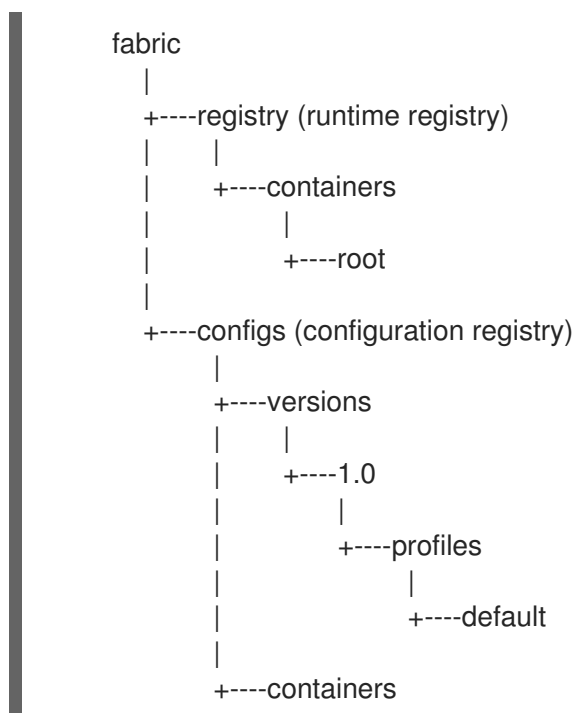 fabric
|
+----registry (runtime registry)
| |
| +----containers
| |
| +----root
|
+----configs (configuration registry)
|
+----versions
| |
| +----1.0
| |
| +----profiles
| |
| +----default
|
+----containers